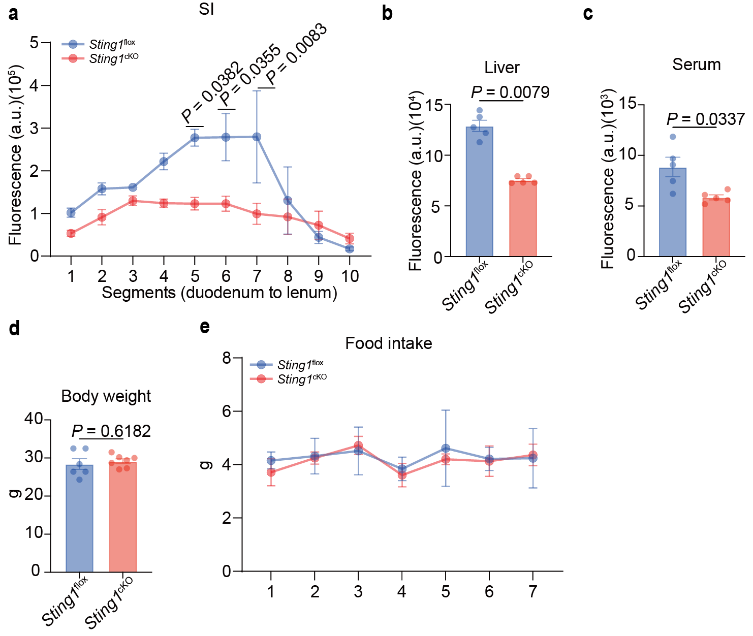 a
SI
Sting1flox
Sting1cKO
P = 0.0382
P = 0.0355
P = 0.0083
Fluorescence (a.u.)(10⁵)
5
4
3
2
1
0
1 2 3 4 5 6 7 8 9 10
Segments (duodenum to lenum)
b
Liver
P = 0.0079
Fluorescence (a.u.)(10⁴)
15
10
5
0
Sting1flox
Sting1cKO
c
Serum
P = 0.0337
Fluorescence (a.u.)(10³)
15
10
5
0
Sting1flox
Sting1cKO
d
Body weight
P = 0.6182
g
40
30
20
10
0
Sting1flox
Sting1cKO
e
Food intake
Sting1flox
Sting1cKO
g
8
6
4
2
0
1 2 3 4 5 6 7